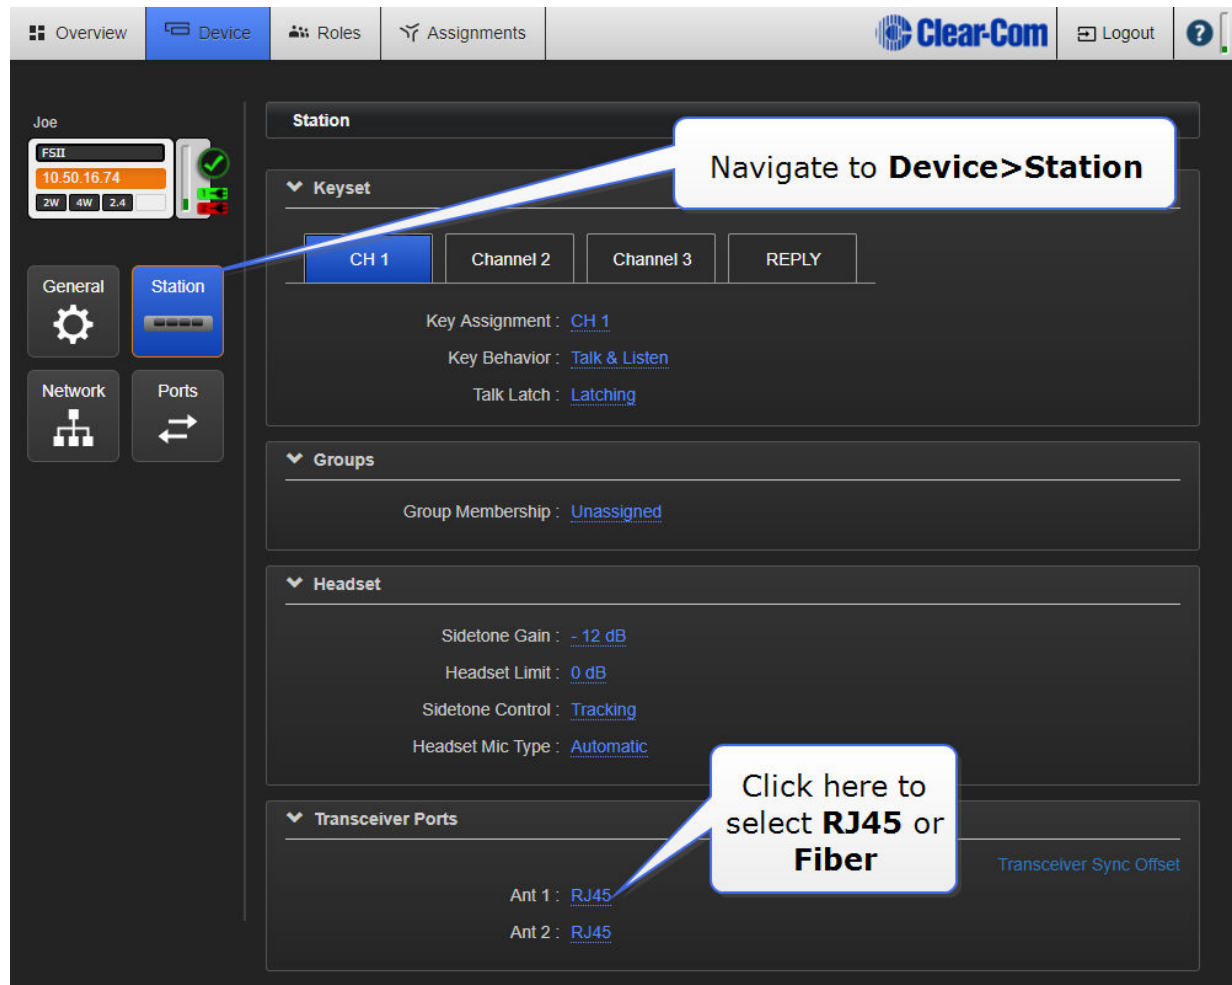 Overview Device Roles Assignments Clear-Com Logout ?
Joe
FSII
10.50.16.74
2W 4W 2.4
General Station
Network Ports
Station
Navigate to Device>Station
Keyset
CH 1 Channel 2 Channel 3 REPLY
Key Assignment : CH 1
Key Behavior : Talk & Listen
Talk Latch : Latching
Groups
Group Membership : Unassigned
Headset
Sidetone Gain : - 12 dB
Headset Limit : 0 dB
Sidetone Control : Tracking
Headset Mic Type : Automatic
Click here to
select RJ45 or
Fiber
Transceiver Ports
Transceiver Sync Offset
Ant 1 : RJ45
Ant 2 : RJ45